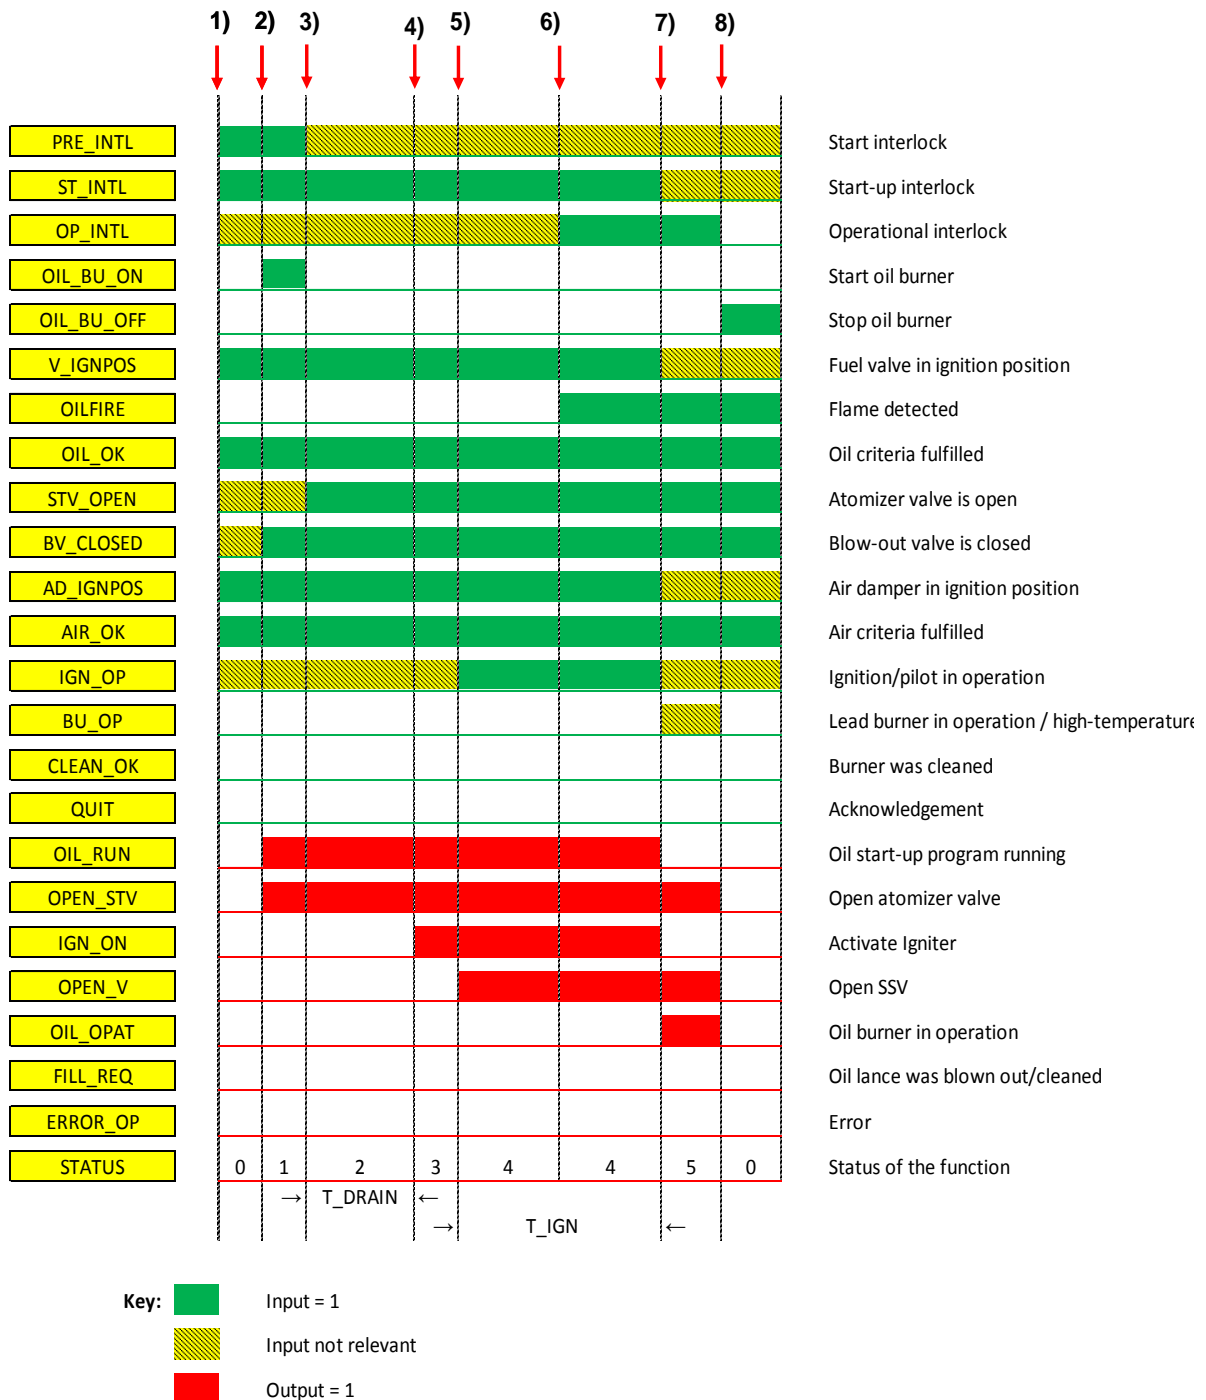 1) 2) 3) 4) 5) 6) 7) 8)
PRE_INTL Start interlock
ST_INTL Start-up interlock
OP_INTL Operational interlock
OIL_BU_ON Start oil burner
OIL_BU_OFF Stop oil burner
V_IGNPOS Fuel valve in ignition position
OILFIRE Flame detected
OIL_OK Oil criteria fulfilled
STV_OPEN Atomizer valve is open
BV_CLOSED Blow-out valve is closed
AD_IGNPOS Air damper in ignition position
AIR_OK Air criteria fulfilled
IGN_OP Ignition/pilot in operation
BU_OP Lead burner in operation / high-temperature
CLEAN_OK Burner was cleaned
QUIT Acknowledgement
OIL_RUN Oil start-up program running
OPEN_STV Open atomizer valve
IGN_ON Activate Igniter
OPEN_V Open SSV
OIL_OPAT Oil burner in operation
FILL_REQ Oil lance was blown out/cleaned
ERROR_OP Error
STATUS 0 1 2 3 4 4 5 0 Status of the function
→ T_DRAIN ←
→ T_IGN ←
Key: Input = 1
Input not relevant
Output = 1